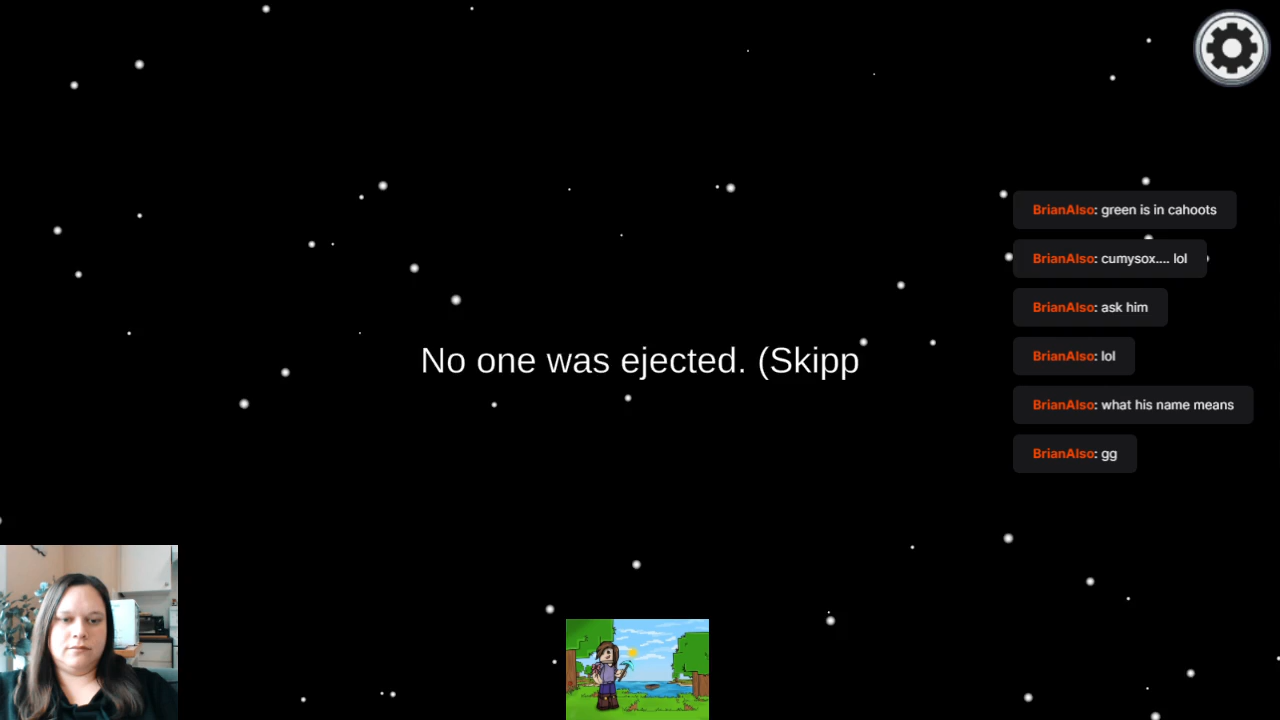 BrianAlso: green is in cahoots
BrianAlso: cumysox.... lol
BrianAlso: ask him
BrianAlso: lol
No one was ejected. (Skipp
BrianAlso: what his name means
BrianAlso: gg